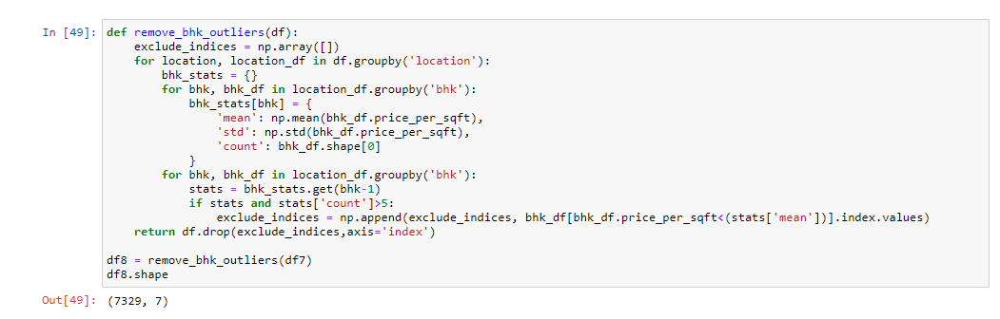 In [49]: def remove_bhk_outliers(df):
    exclude_indices = np.array([])
    for location, location_df in df.groupby('location'):
        bhk_stats = {}
        for bhk, bhk_df in location_df.groupby('bhk'):
            bhk_stats[bhk] = {
                'mean': np.mean(bhk_df.price_per_sqft),
                'std': np.std(bhk_df.price_per_sqft),
                'count': bhk_df.shape[0]
            }
        for bhk, bhk_df in location_df.groupby('bhk'):
            stats = bhk_stats.get(bhk-1)
            if stats and stats['count']>5:
                exclude_indices = np.append(exclude_indices, bhk_df[bhk_df.price_per_sqft<(stats['mean'])].index.values)
    return df.drop(exclude_indices,axis='index')

df8 = remove_bhk_outliers(df7)
df8.shape
Out[49]: (7329, 7)